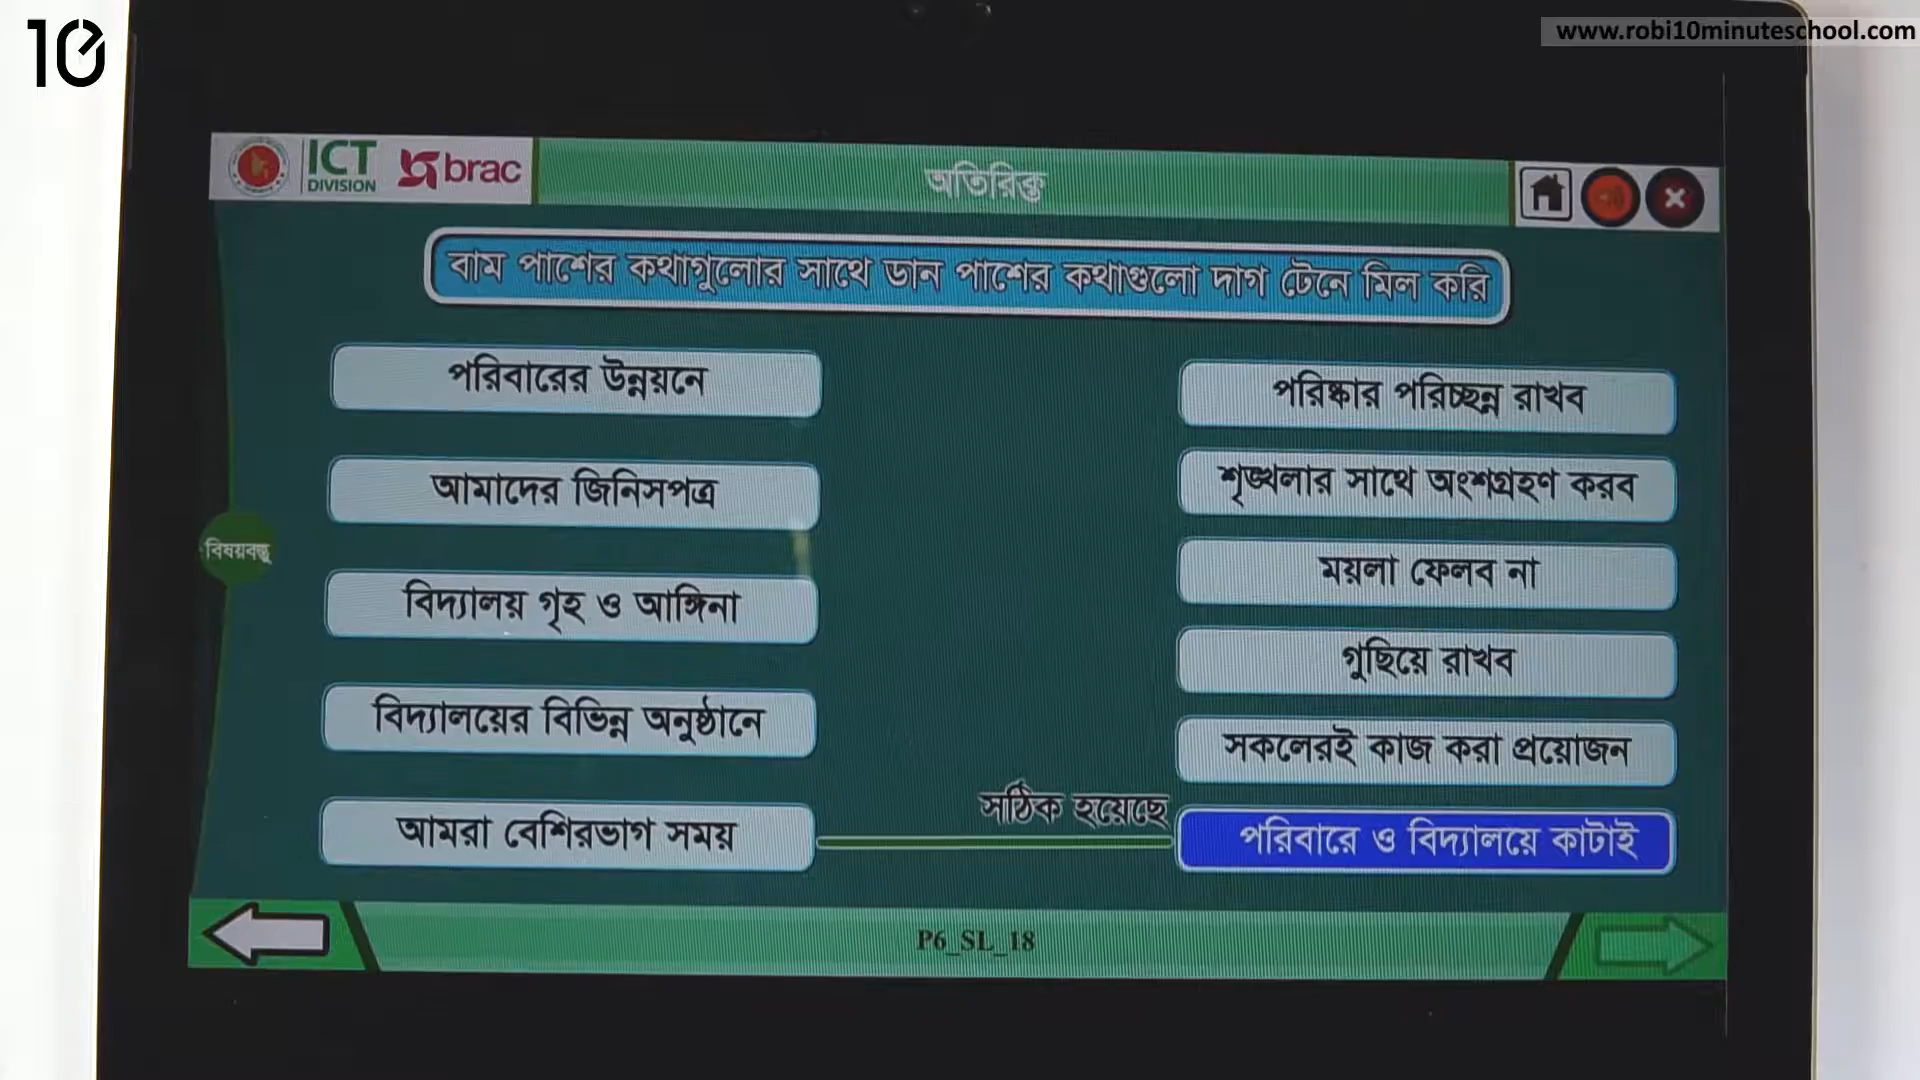 10
www.robi10minuteschool.com
ICT
DIVISION
brac
অতিরিক্ত
বাম পাশের কথাগুলোর সাথে ডান পাশের কথাগুলো দাগ টেনে মিল করি
পরিবারের উন্নয়নে
আমাদের জিনিসপত্র
বিদ্যালয় গৃহ ও আঙ্গিনা
বিদ্যালয়ের বিভিন্ন অনুষ্ঠানে
আমরা বেশিরভাগ সময়
পরিষ্কার পরিচ্ছন্ন রাখব
শৃঙ্খলার সাথে অংশগ্রহণ করব
ময়লা ফেলব না
গুছিয়ে রাখব
সকলেরই কাজ করা প্রয়োজন
পরিবারে ও বিদ্যালয়ে কাটাই
সঠিক হয়েছে
বিষয়বস্তু
P6_SL_18